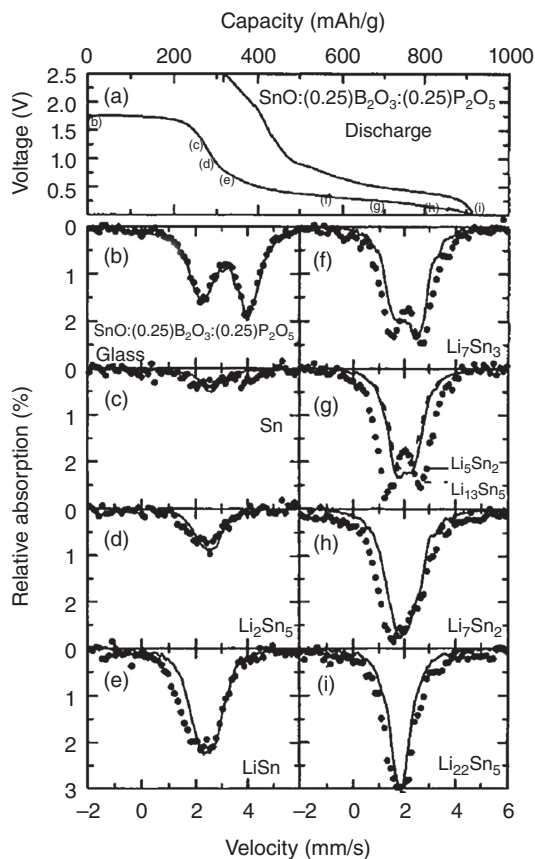 Capacity (mAh/g)
0 200 400 600 800 1000
2.5
2.0
1.5
1.0
0.5
Voltage (V)
(a)
SnO:(0.25)B₂O₃:(0.25)P₂O₅
Discharge
(b)
(c)
(d)
(e)
(f)
(g)
(h)
(i)
Relative absorption (%)
0
1
2
(b)
SnO:(0.25)B₂O₃:(0.25)P₂O₅
Glass
(f)
Li₇Sn₃
0
1
2
(c)
Sn
(g)
Li₅Sn₂
Li₁₃Sn₅
0
1
2
(d)
Li₂Sn₅
(h)
Li₇Sn₂
0
1
2
3
(e)
LiSn
(i)
Li₂₂Sn₅
−2 0 2 4 −2 0 2 4 6
Velocity (mm/s)